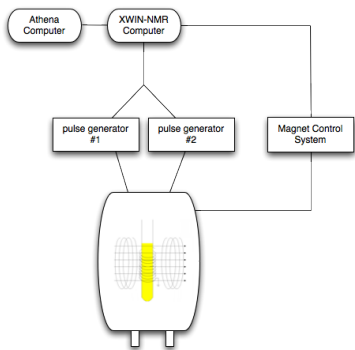 Athena
Computer
XWIN-NMR
Computer
pulse generator
#1
pulse generator
#2
Magnet Control
System